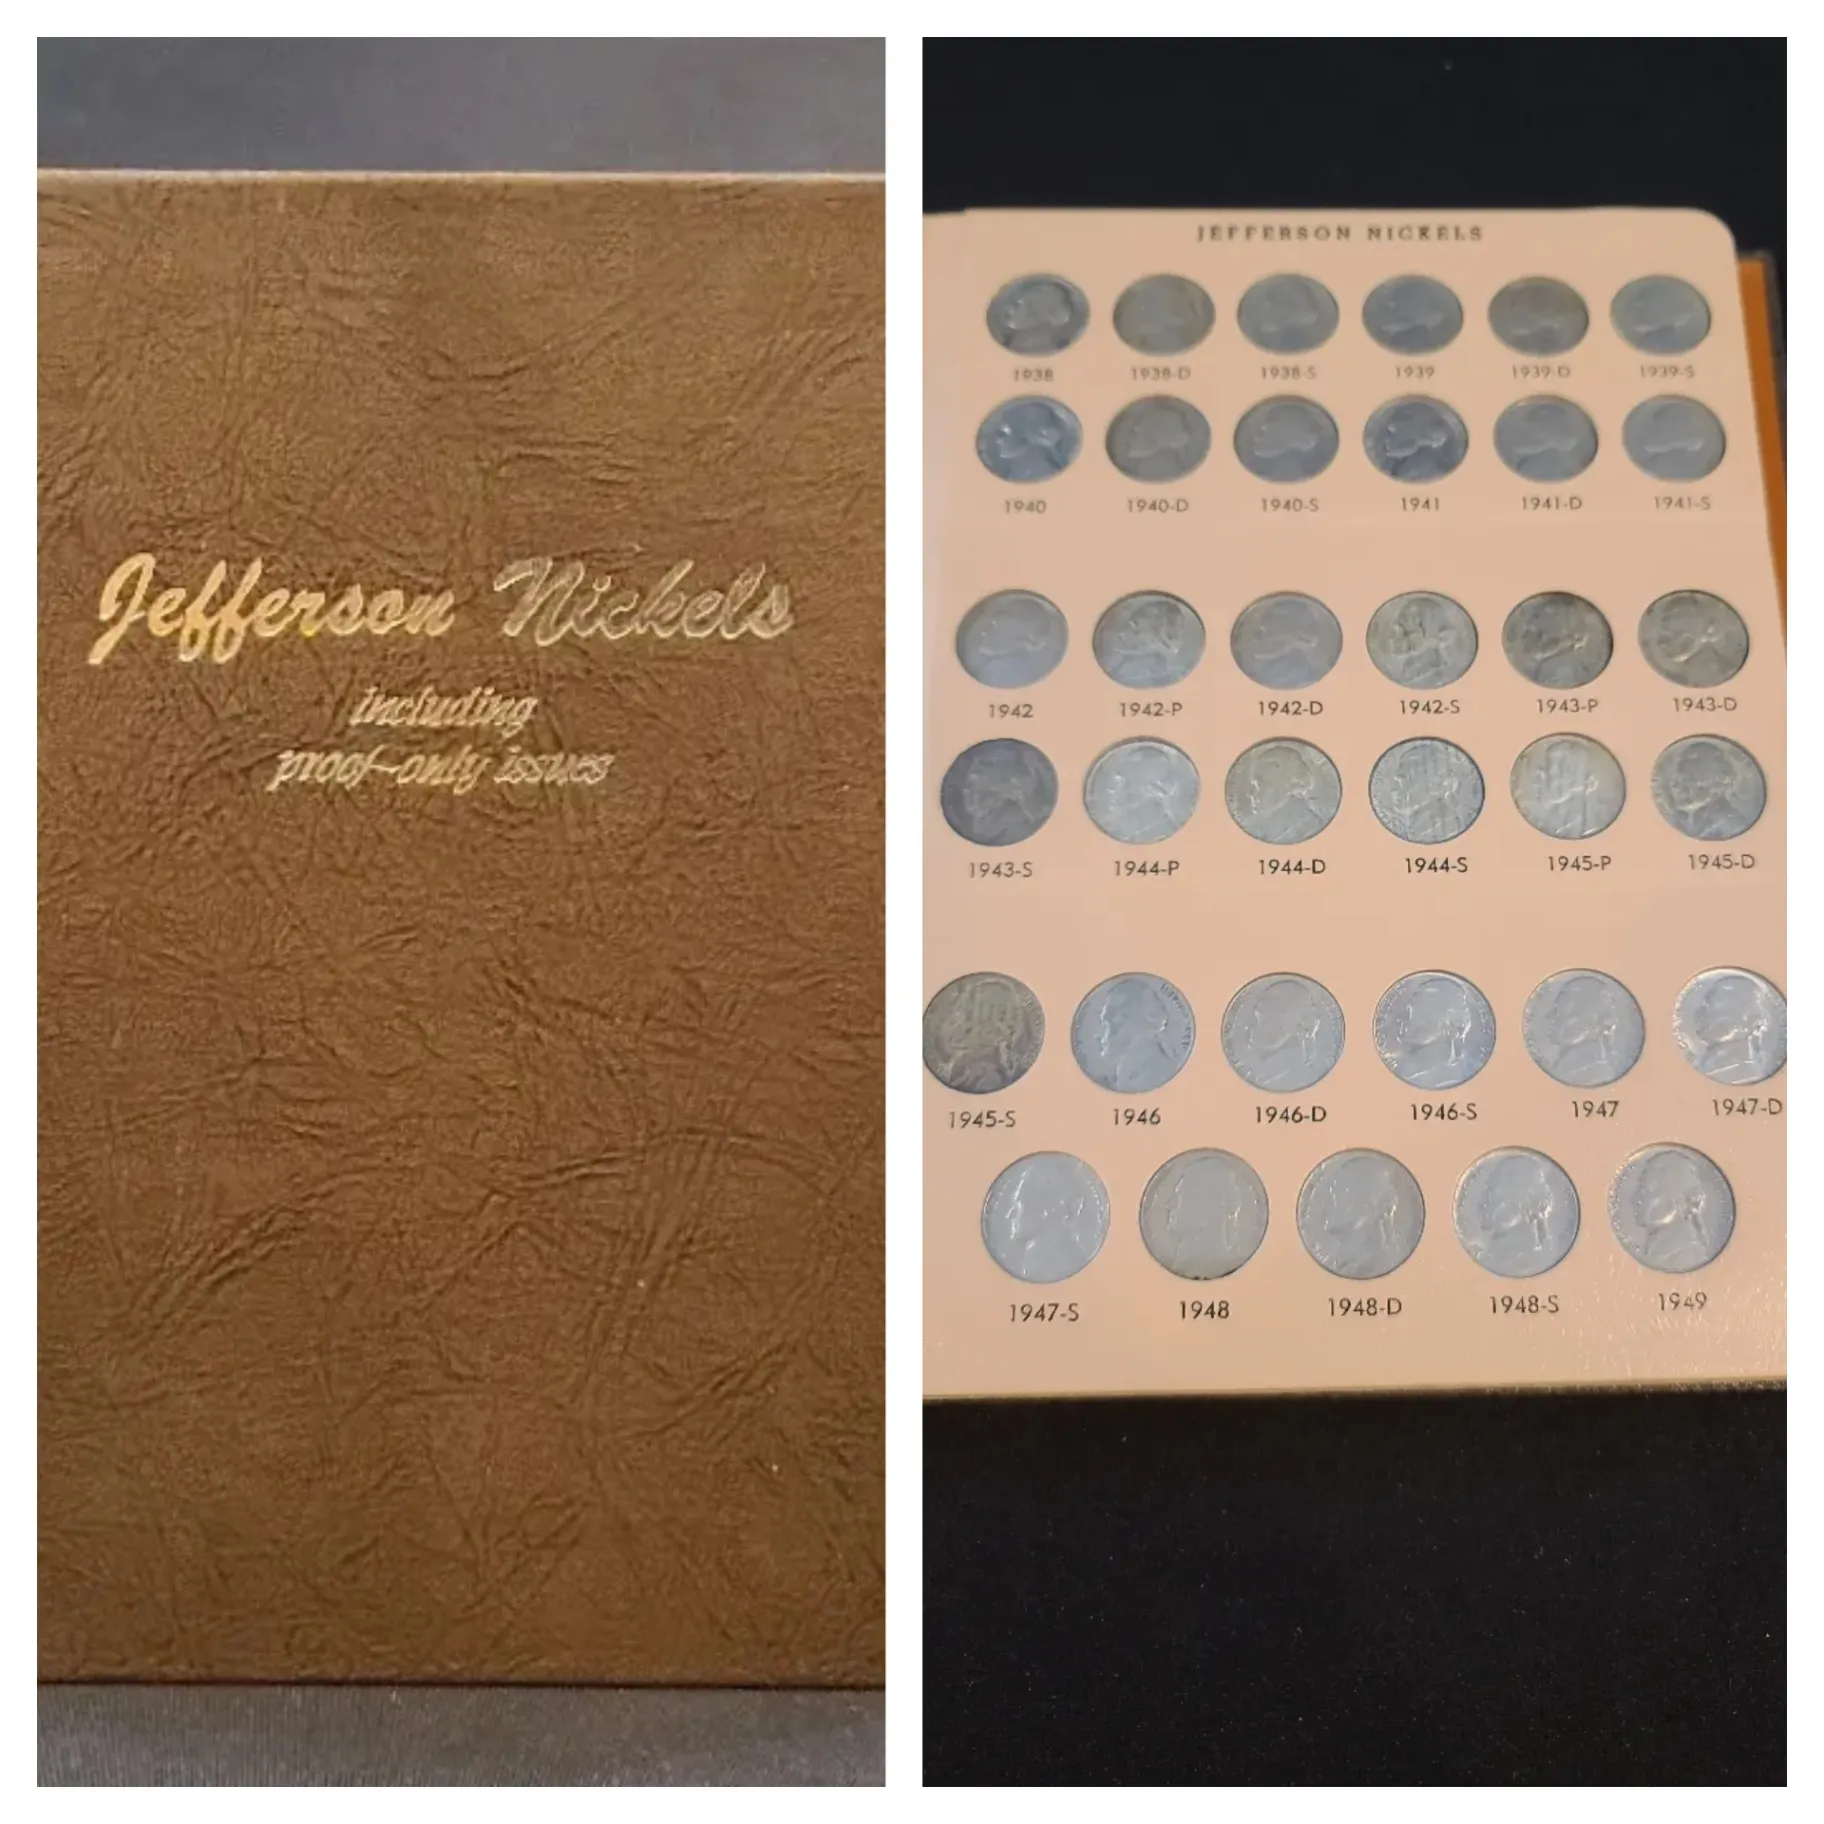 Jefferson Nickels
including
proof-only issues
JEFFERSON NICKELS
1938 1938-D 1938-S 1939 1939-D 1939-S
1940 1940-D 1940-S 1941 1941-D 1941-S
1942 1942-P 1942-D 1942-S 1943-P 1943-D
1943-S 1944-P 1944-D 1944-S 1945-P 1945-D
1945-S 1946 1946-D 1946-S 1947 1947-D
1947-S 1948 1948-D 1948-S 1949